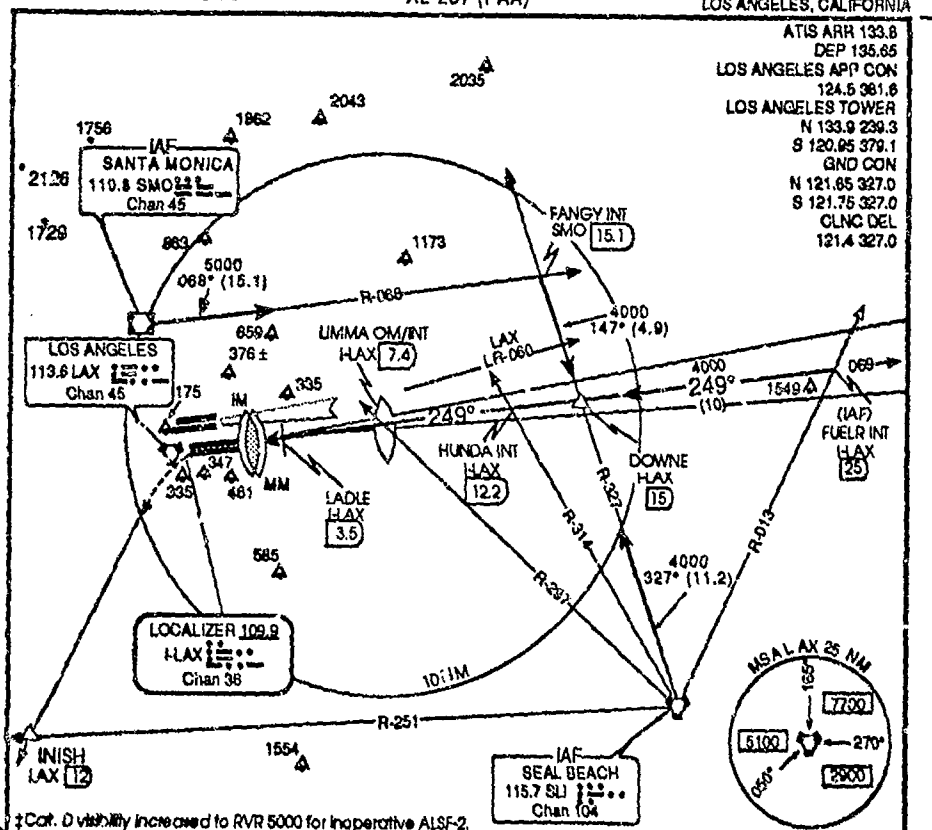 LOS ANGELES, CALIFORNIA
ATIS ARR 133.8
DEP 135.65
LOS ANGELES APP CON
124.5 381.6
LOS ANGELES TOWER
N 133.9 239.3
S 120.95 379.1
GND CON
N 121.65 327.0
S 121.75 327.0
CLNC DEL
121.4 327.0
2035
2043
1862
1756
2126
1729
IAF
SANTA MONICA
110.8 SMO
Chan 45
FANGY INT
SMO 15.1
863
1173
5000
068° (15.1)
R-068
4000
147° (4.9)
659
376 ±
UMMA OM/INT
I-LAX 7.4
LAX
LR-060
LOS ANGELES
113.6 LAX
Chan 45
175
335
IM
249°
4000
249°
(10)
069
1549
(IAF)
FUELR INT
I-LAX
25
HUNDA INT
I-LAX
12.2
DOWNE
I-LAX
15
347
335
461
MM
LADLE
I-LAX
3.5
R-327
R-314
R-013
R-297
585
4000
327° (11.2)
LOCALIZER 109.9
I-LAX
Chan 36
MSA LAX 25 NM
165°
7700
5100
270°
2900
050°
R-251
INISH
LAX 12
1554
IAF
SEAL BEACH
115.7 SLI
Chan 104
‡Cat. D visibility increased to RVR 5000 for inoperative ALSF-2.